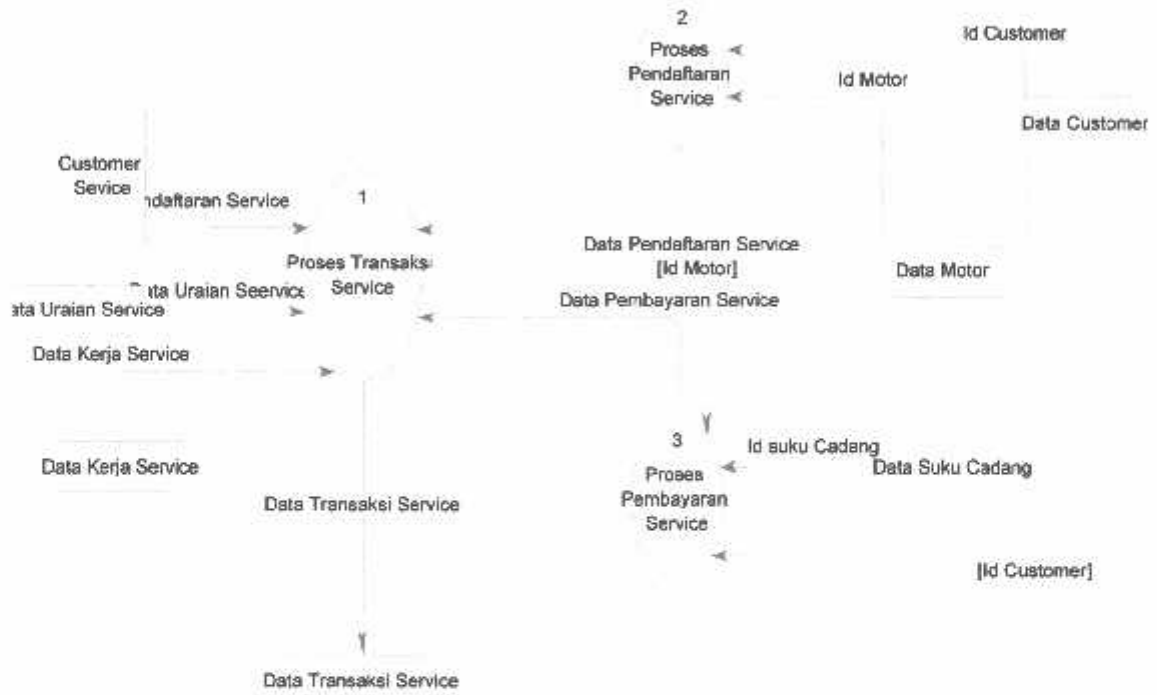 2
Proses
Pendaftaran
Service
Id Customer
Id Motor
Data Customer
Customer
Sevice
ndaftaran Service
1
Proses Transaksi
Service
Data Pendaftaran Service
[Id Motor]
Data Motor
Data Pembayaran Service
ata Uraian Seervice
ata Uraian Service
Data Kerja Service
Data Kerja Service
3
Proses
Pembayaran
Service
Id suku Cadang
Data Suku Cadang
Data Transaksi Service
[Id Customer]
Data Transaksi Service